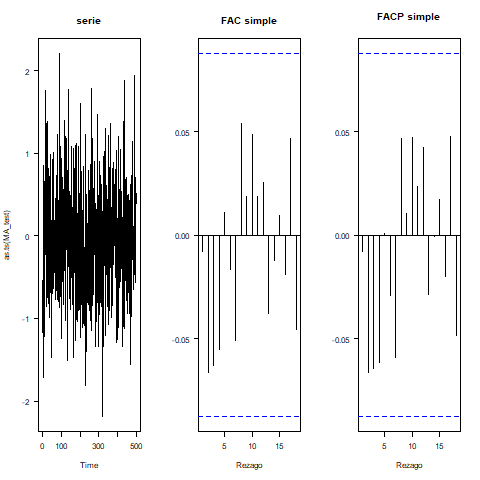 serie
FAC simple
FACP simple
as.ts(MA_test)
2
1
0
-1
-2
0.05
0.00
-0.05
0.05
0.00
-0.05
0 100 300 500
5 10 15
5 10 15
Time
Rezago
Rezago